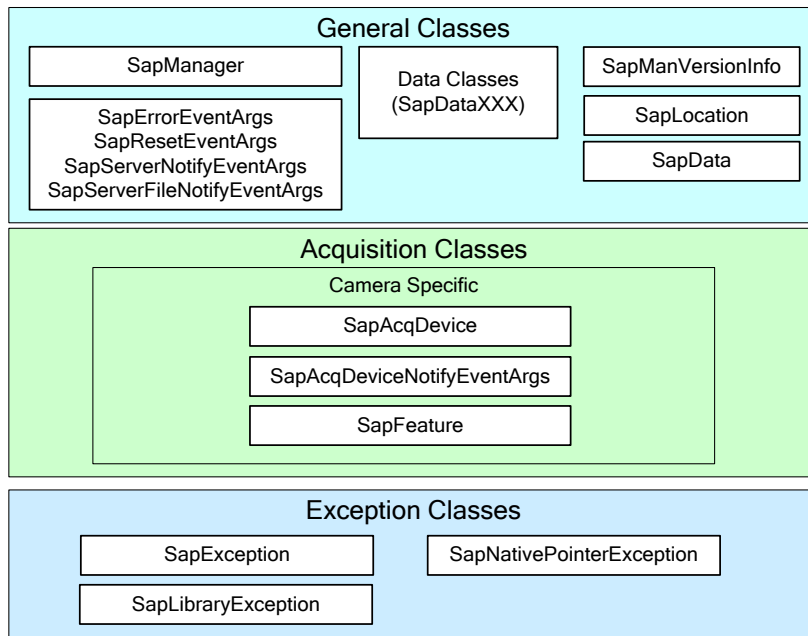 General Classes
SapManager
SapErrorEventArgs
SapResetEventArgs
SapServerNotifyEventArgs
SapServerFileNotifyEventArgs
Data Classes
(SapDataXXX)
SapManVersionInfo
SapLocation
SapData
Acquisition Classes
Camera Specific
SapAcqDevice
SapAcqDeviceNotifyEventArgs
SapFeature
Exception Classes
SapException
SapNativePointerException
SapLibraryException